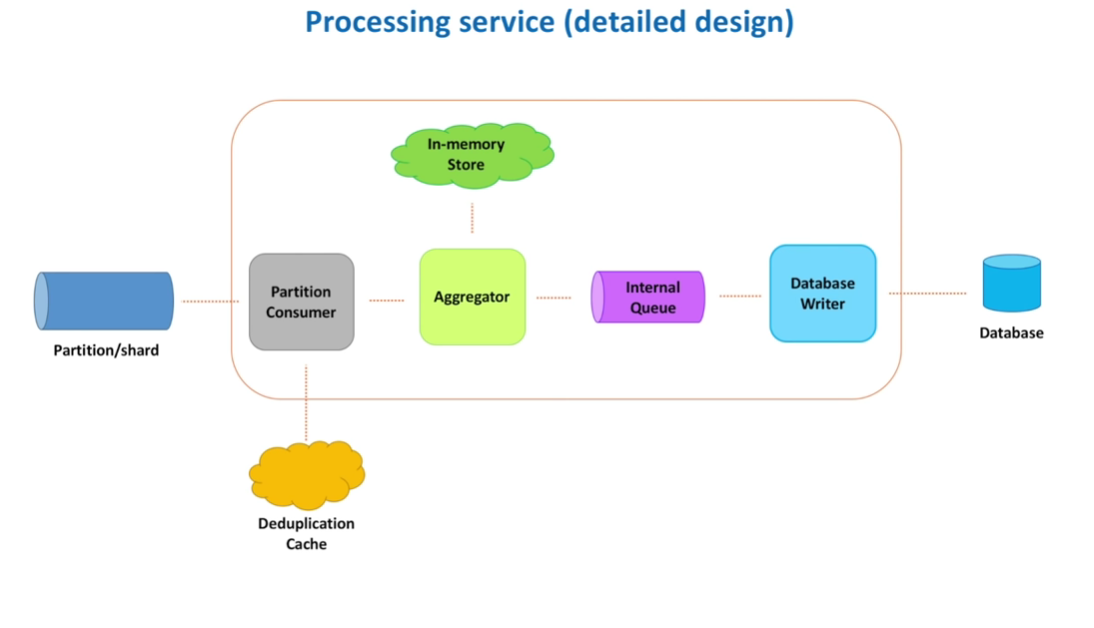 Processing service (detailed design)
In-memory
Store
Partition
Consumer
Aggregator
Internal
Queue
Database
Writer
Partition/shard
Database
Deduplication
Cache